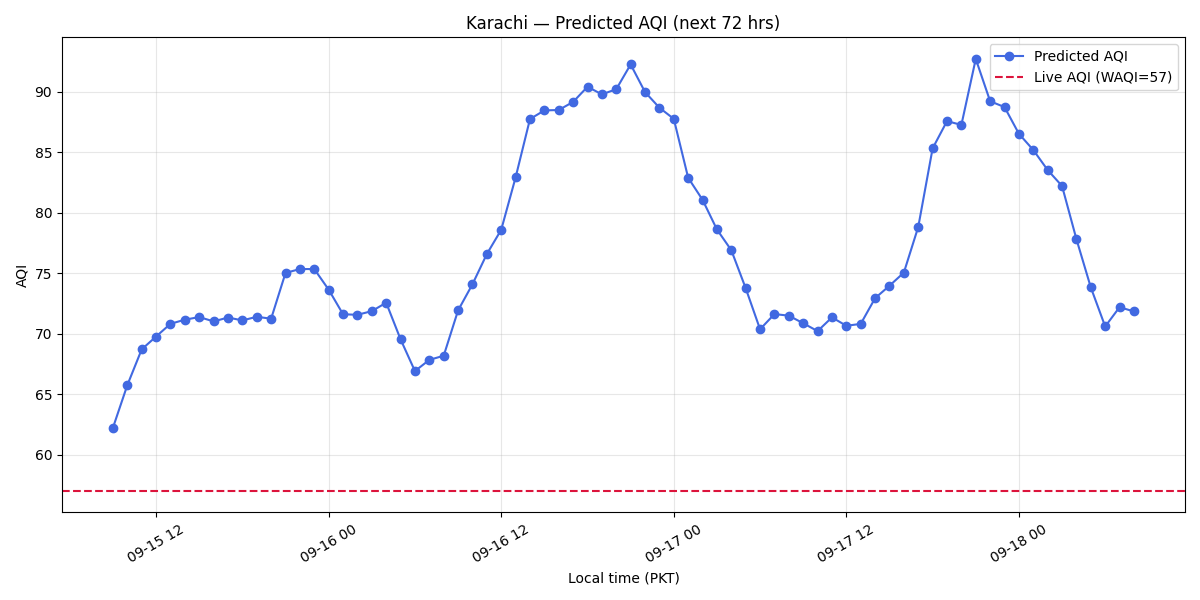 Karachi — Predicted AQI (next 72 hrs)
Predicted AQI
Live AQI (WAQI=57)
AQI
90
85
80
75
70
65
60
09-15 12
09-16 00
09-16 12
09-17 00
09-17 12
09-18 00
Local time (PKT)